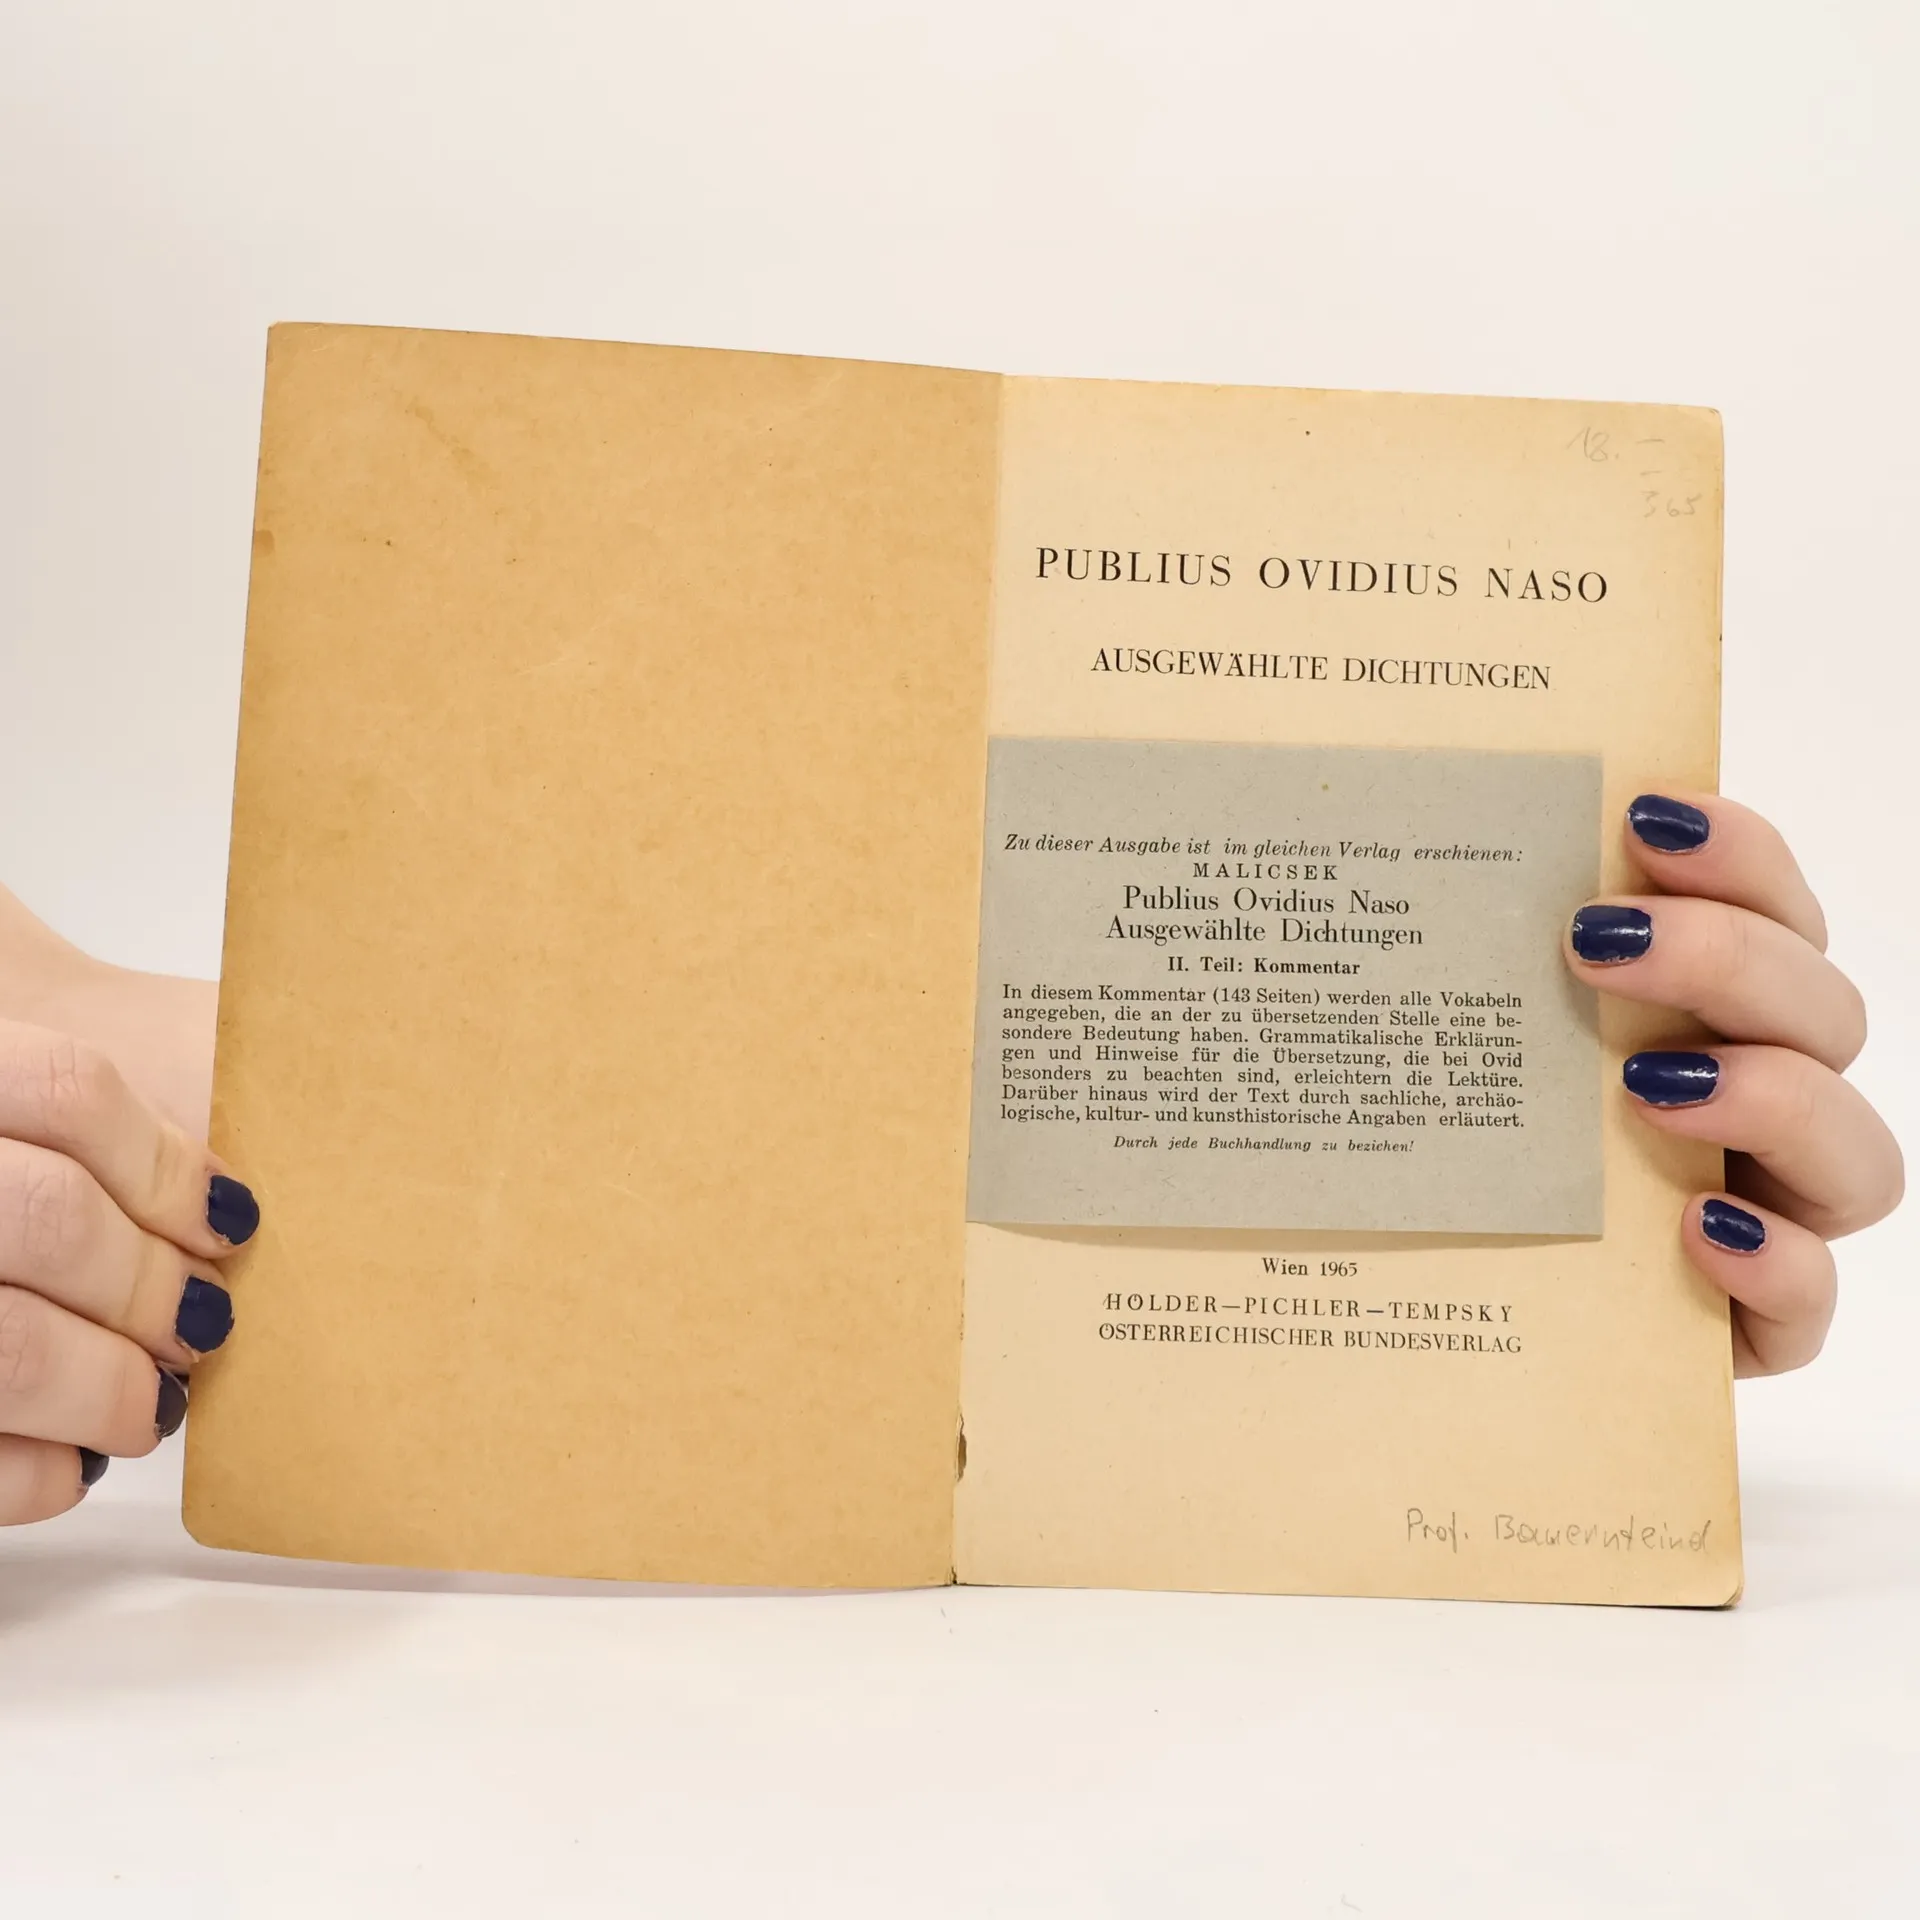 18. —
—
365
PUBLIUS OVIDIUS NASO
AUSGEWÄHLTE DICHTUNGEN
Zu dieser Ausgabe ist im gleichen Verlag erschienen:
MALICSEK
Publius Ovidius Naso
Ausgewählte Dichtungen
II. Teil: Kommentar
In diesem Kommentar (143 Seiten) werden alle Vokabeln
angegeben, die an der zu übersetzenden Stelle eine be-
sondere Bedeutung haben. Grammatikalische Erklärun-
gen und Hinweise für die Übersetzung, die bei Ovid
besonders zu beachten sind, erleichtern die Lektüre.
Darüber hinaus wird der Text durch sachliche, archäo-
logische, kultur- und kunsthistorische Angaben erläutert.
Durch jede Buchhandlung zu beziehen!
Wien 1965
HÖLDER—PICHLER—TEMPSKY
ÖSTERREICHISCHER BUNDESVERLAG
Prof.